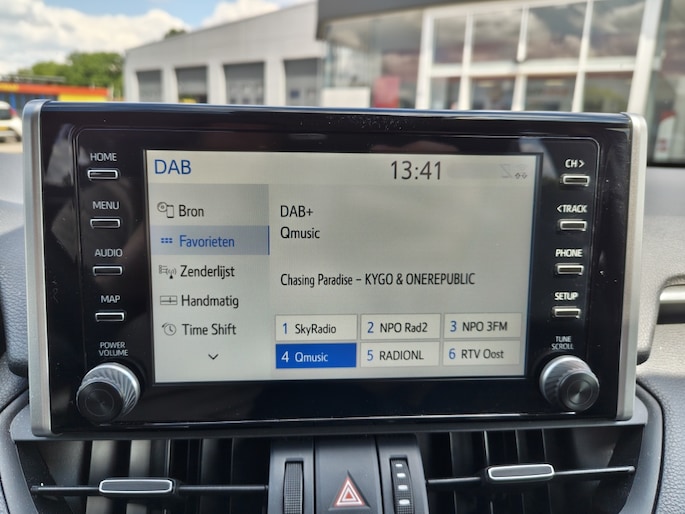 HOME
MENU
AUDIO
MAP
POWER
VOLUME
DAB 13:41
Bron
Favorieten
Zenderlijst
Handmatig
Time Shift
DAB+
Qmusic
Chasing Paradise – KYGO & ONEREPUBLIC
1 SkyRadio 2 NPO Rad2 3 NPO 3FM
4 Qmusic 5 RADIONL 6 RTV Oost
CH >
< TRACK
PHONE
SETUP
TUNE
SCROLL